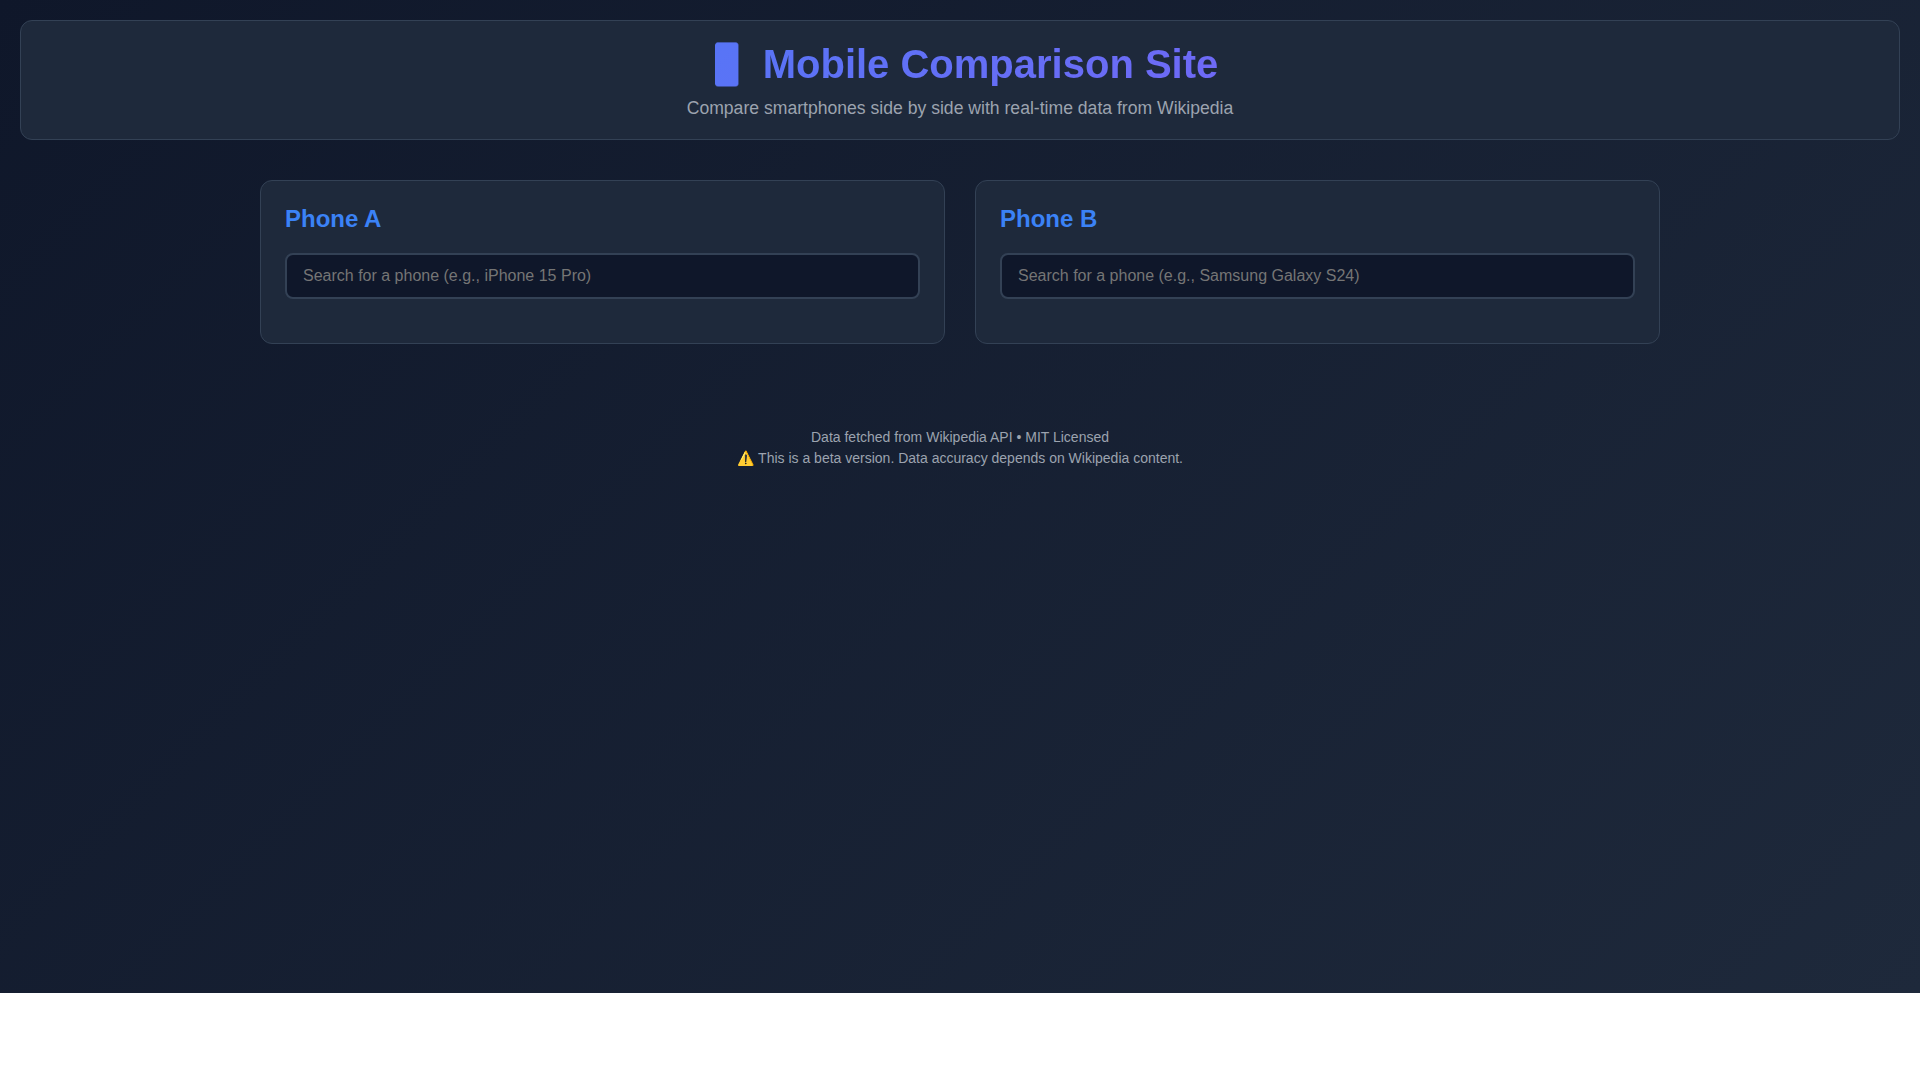 Mobile Comparison Site
Compare smartphones side by side with real-time data from Wikipedia
Phone A
Search for a phone (e.g., iPhone 15 Pro)
Phone B
Search for a phone (e.g., Samsung Galaxy S24)
Data fetched from Wikipedia API • MIT Licensed
⚠️ This is a beta version. Data accuracy depends on Wikipedia content.